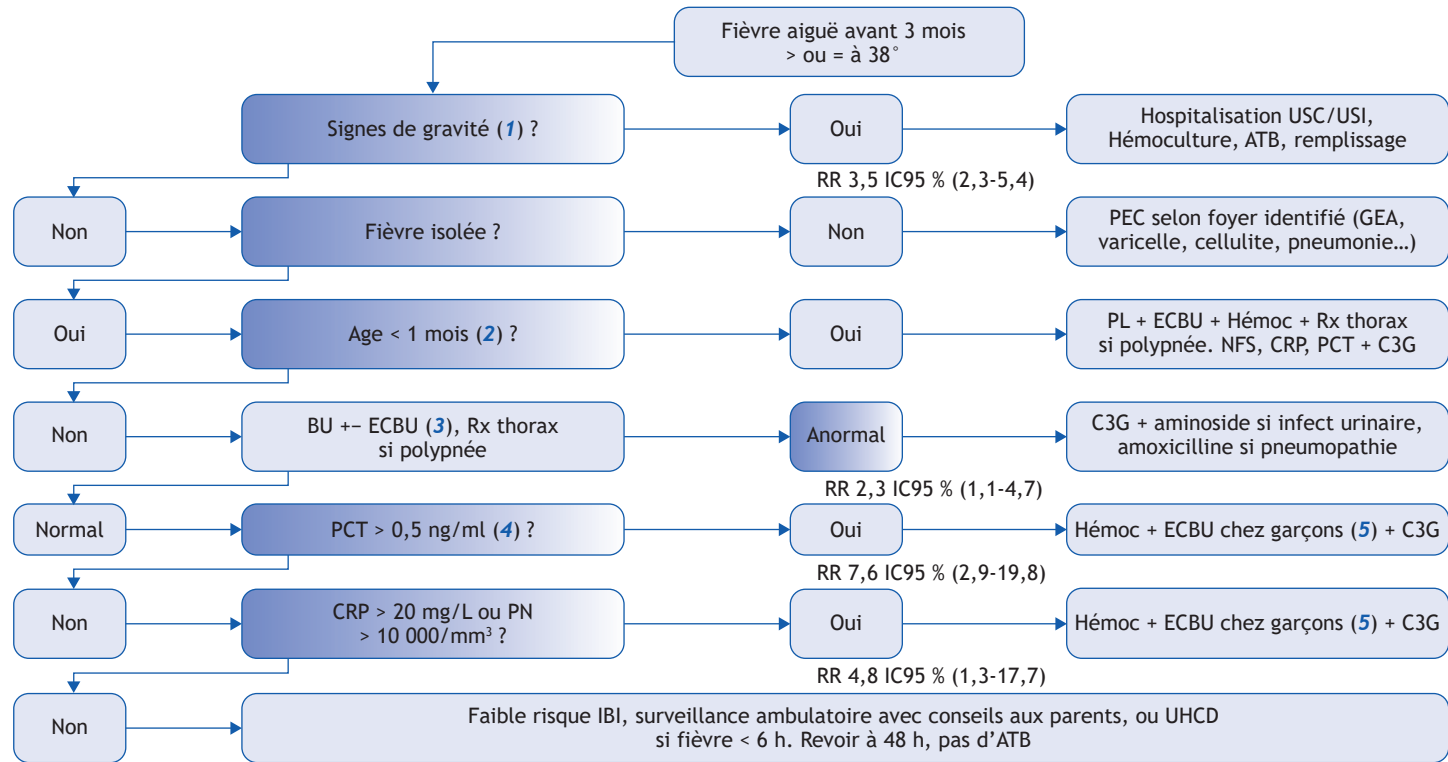 Fièvre aiguë avant 3 mois
> ou = à 38°
Signes de gravité (1) ?
Oui
Hospitalisation USC/USI,
Hémoculture, ATB, remplissage
RR 3,5 IC95 % (2,3-5,4)
Non
Fièvre isolée ?
Non
PEC selon foyer identifié (GEA,
varicelle, cellulite, pneumonie...)
Oui
Age < 1 mois (2) ?
Oui
PL + ECBU + Hémoc + Rx thorax
si polypnée. NFS, CRP, PCT + C3G
Non
BU +− ECBU (3), Rx thorax
si polypnée
Anormal
C3G + aminoside si infect urinaire,
amoxicilline si pneumopathie
RR 2,3 IC95 % (1,1-4,7)
Normal
PCT > 0,5 ng/ml (4) ?
Oui
Hémoc + ECBU chez garçons (5) + C3G
RR 7,6 IC95 % (2,9-19,8)
Non
CRP > 20 mg/L ou PN
> 10 000/mm³ ?
Oui
Hémoc + ECBU chez garçons (5) + C3G
RR 4,8 IC95 % (1,3-17,7)
Non
Faible risque IBI, surveillance ambulatoire avec conseils aux parents, ou UHCD
si fièvre < 6 h. Revoir à 48 h, pas d'ATB